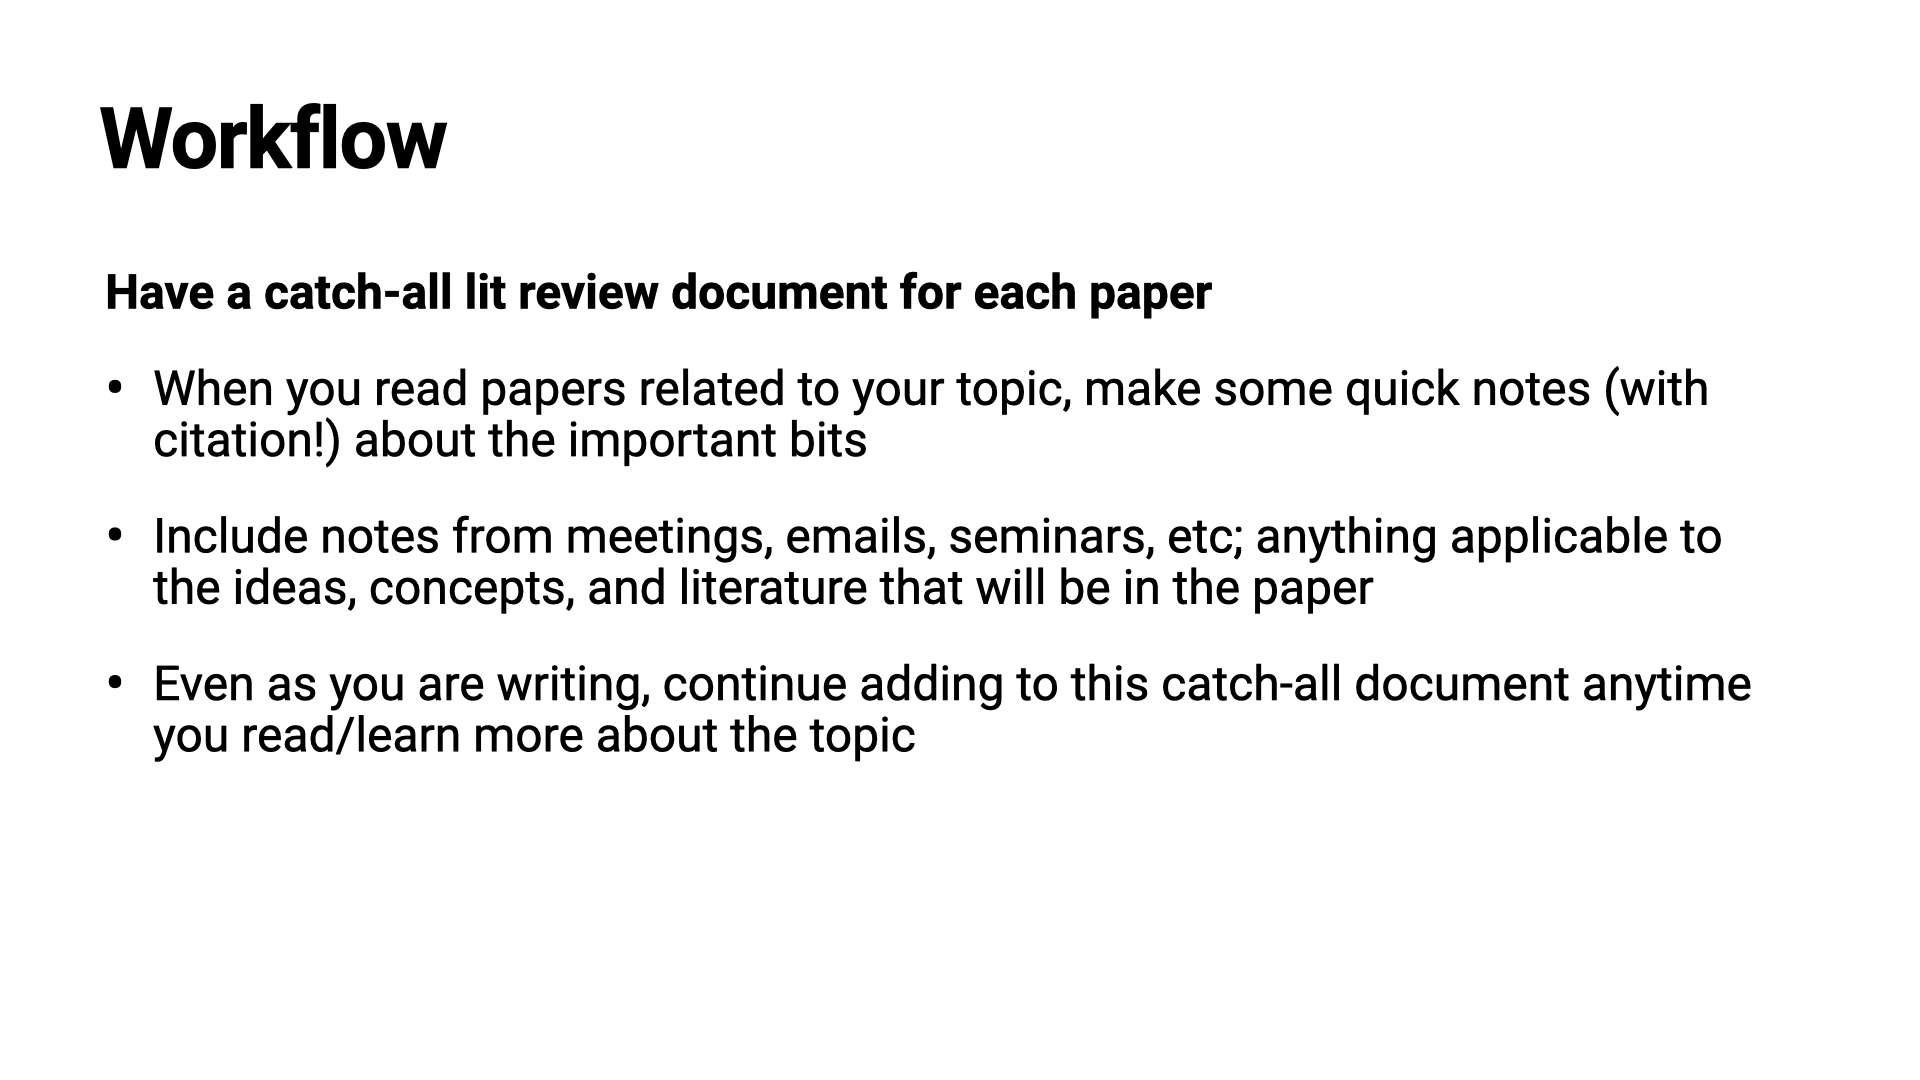 Workflow
Have a catch-all lit review document for each paper
• When you read papers related to your topic, make some quick notes (with
citation!) about the important bits
• Include notes from meetings, emails, seminars, etc; anything applicable to
the ideas, concepts, and literature that will be in the paper
• Even as you are writing, continue adding to this catch-all document anytime
you read/learn more about the topic